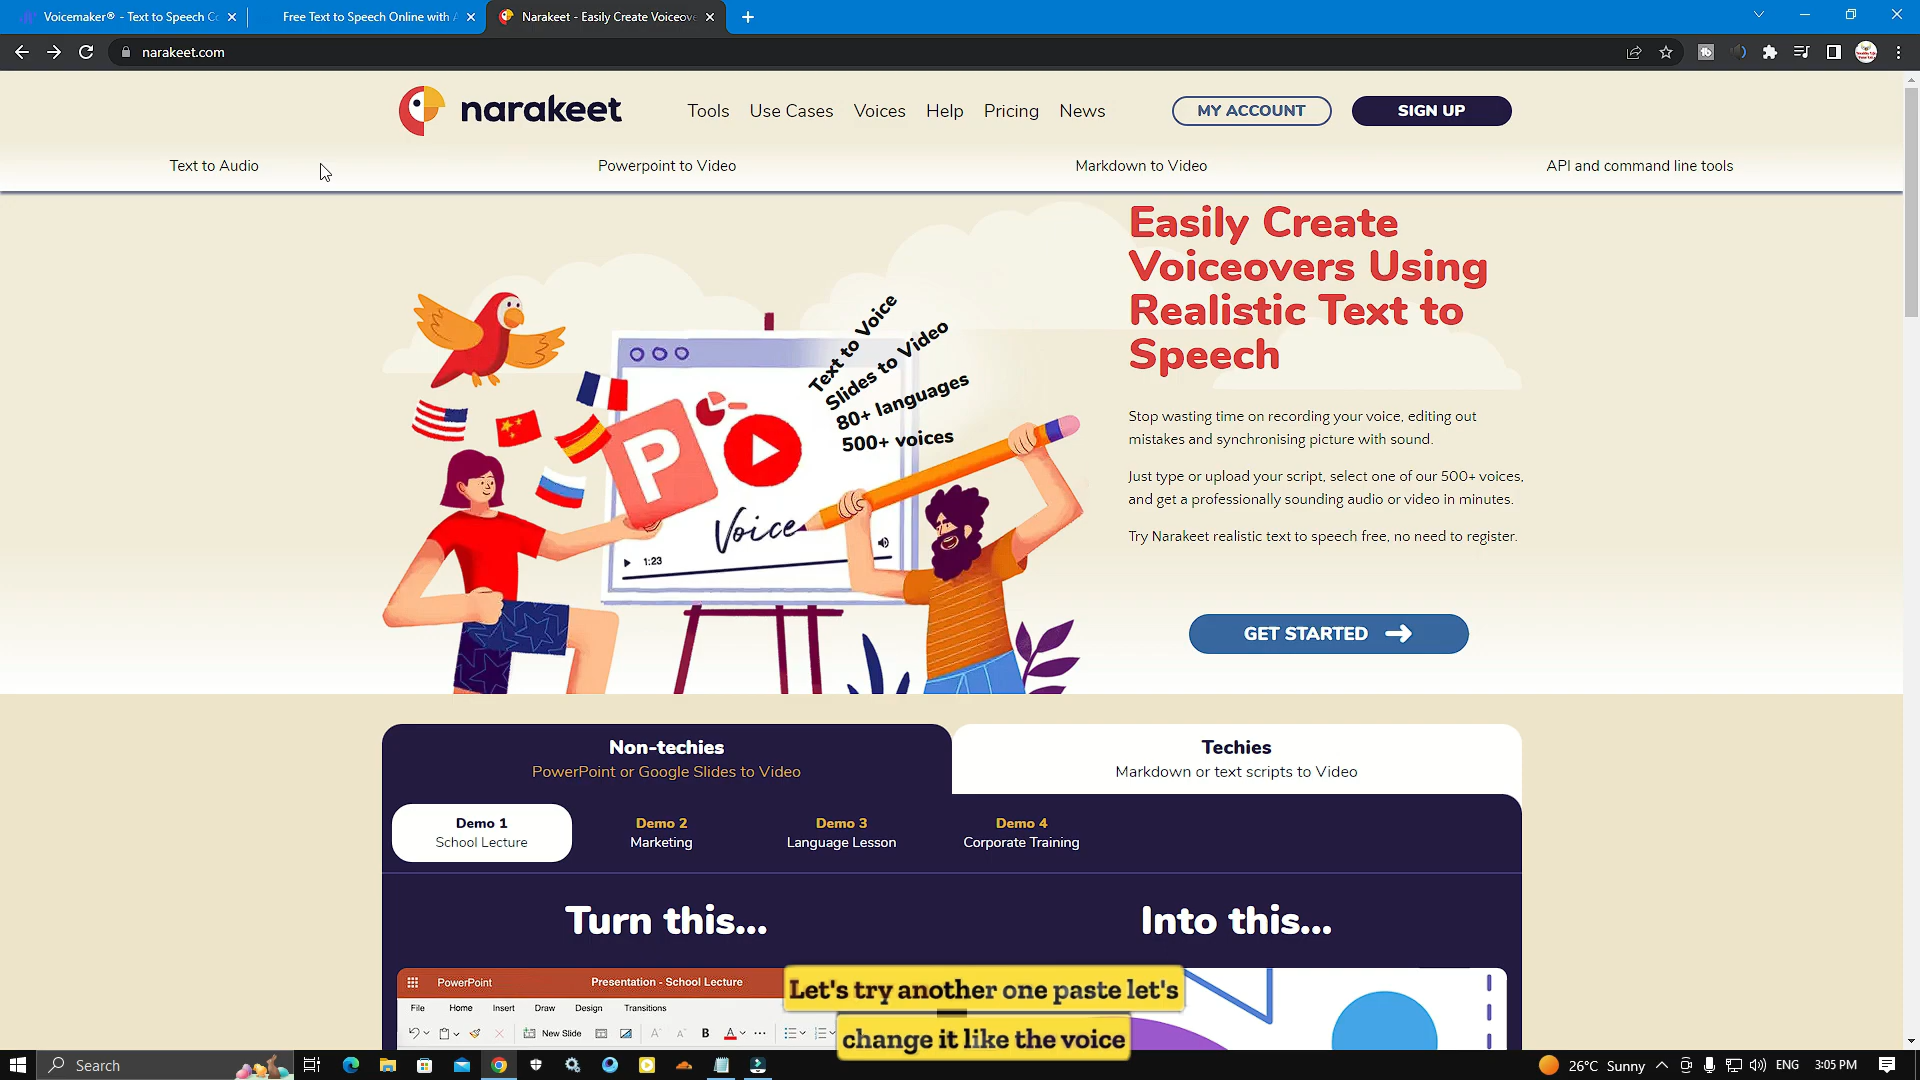 Voicemaker® - Text to Speech Co
Free Text to Speech Online with A
Narakeet - Easily Create Voiceove
narakeet.com
narakeet
Tools
Use Cases
Voices
Help
Pricing
News
MY ACCOUNT
SIGN UP
Text to Audio
Powerpoint to Video
Markdown to Video
API and command line tools
Easily Create
Voiceovers Using
Realistic Text to
Speech
Text to Voice
Slides to Video
80+ languages
500+ voices
P
Voice
1:23
Stop wasting time on recording your voice, editing out
mistakes and synchronising picture with sound.
Just type or upload your script, select one of our 500+ voices,
and get a professionally sounding audio or video in minutes.
Try Narakeet realistic text to speech free, no need to register.
GET STARTED
Non-techies
PowerPoint or Google Slides to Video
Techies
Markdown or text scripts to Video
Demo 1
School Lecture
Demo 2
Marketing
Demo 3
Language Lesson
Demo 4
Corporate Training
Turn this...
Into this...
PowerPoint
Presentation - School Lecture
File
Home
Insert
Draw
Design
Transitions
New Slide
B
A
Let's try another one paste let's
change it like the voice
Search
26°C Sunny
ENG
3:05 PM